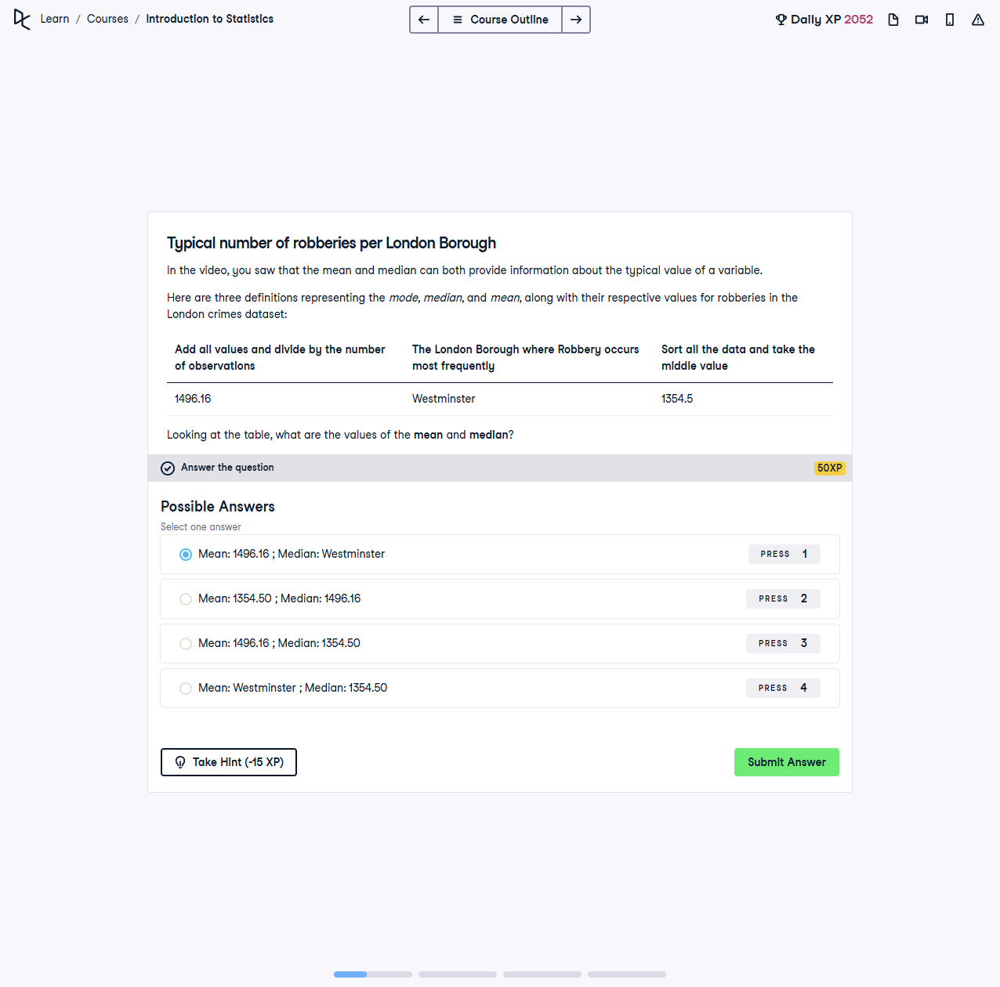 Learn / Courses / Introduction to Statistics
Course Outline
Daily XP 2052
Typical number of robberies per London Borough
In the video, you saw that the mean and median can both provide information about the typical value of a variable.
Here are three definitions representing the mode, median, and mean, along with their respective values for robberies in the
London crimes dataset:
Add all values and divide by the number
of observations
The London Borough where Robbery occurs
most frequently
Sort all the data and take the
middle value
1496.16
Westminster
1354.5
Looking at the table, what are the values of the mean and median?
Answer the question
50XP
Possible Answers
Select one answer
Mean: 1496.16 ; Median: Westminster
PRESS 1
Mean: 1354.50 ; Median: 1496.16
PRESS 2
Mean: 1496.16 ; Median: 1354.50
PRESS 3
Mean: Westminster ; Median: 1354.50
PRESS 4
Take Hint (-15 XP)
Submit Answer